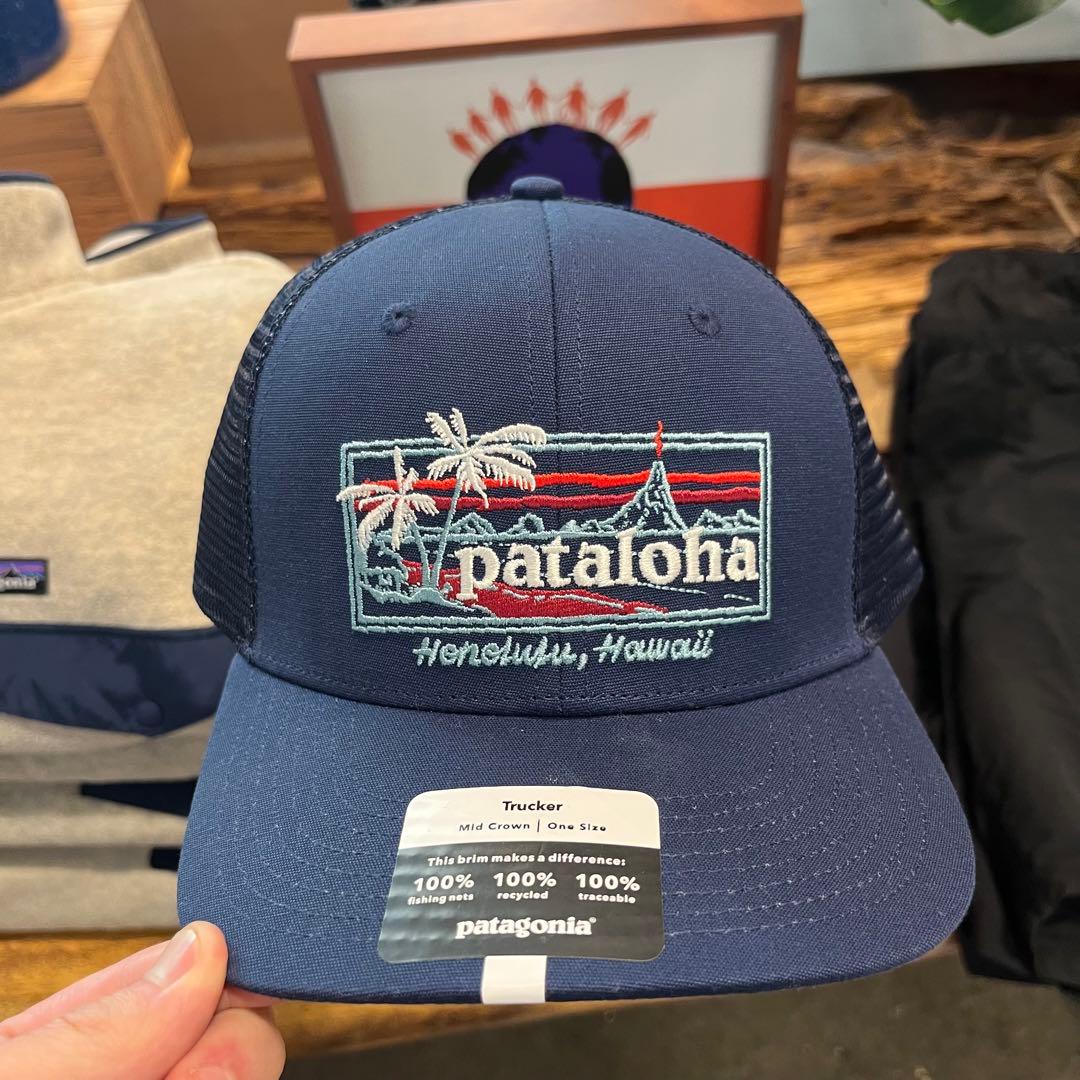 pataloha
Honolulu, Hawaii
Trucker
Mid Crown | One Size
This brim makes a difference:
100% 100% 100%
fishing nets recycled traceable
patagonia®